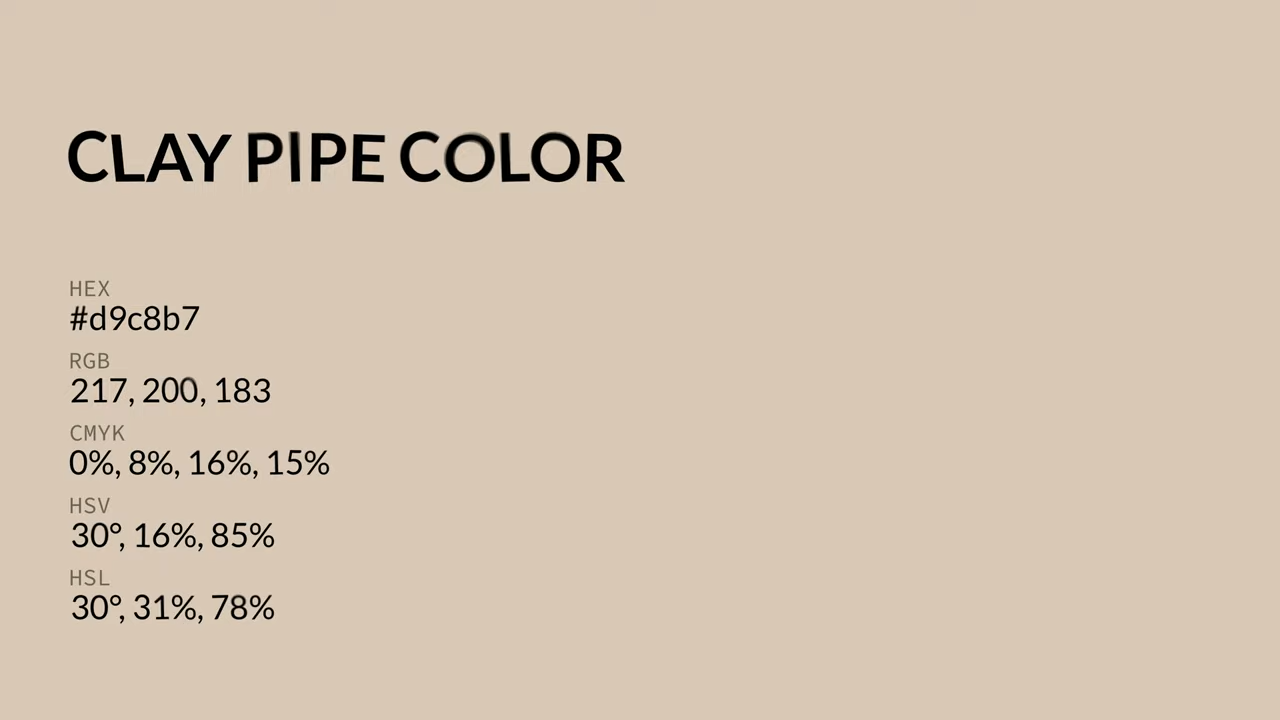 CLAY PIPE COLOR
HEX
#d9c8b7
RGB
217, 200, 183
CMYK
0%, 8%, 16%, 15%
HSV
30°, 16%, 85%
HSL
30°, 31%, 78%